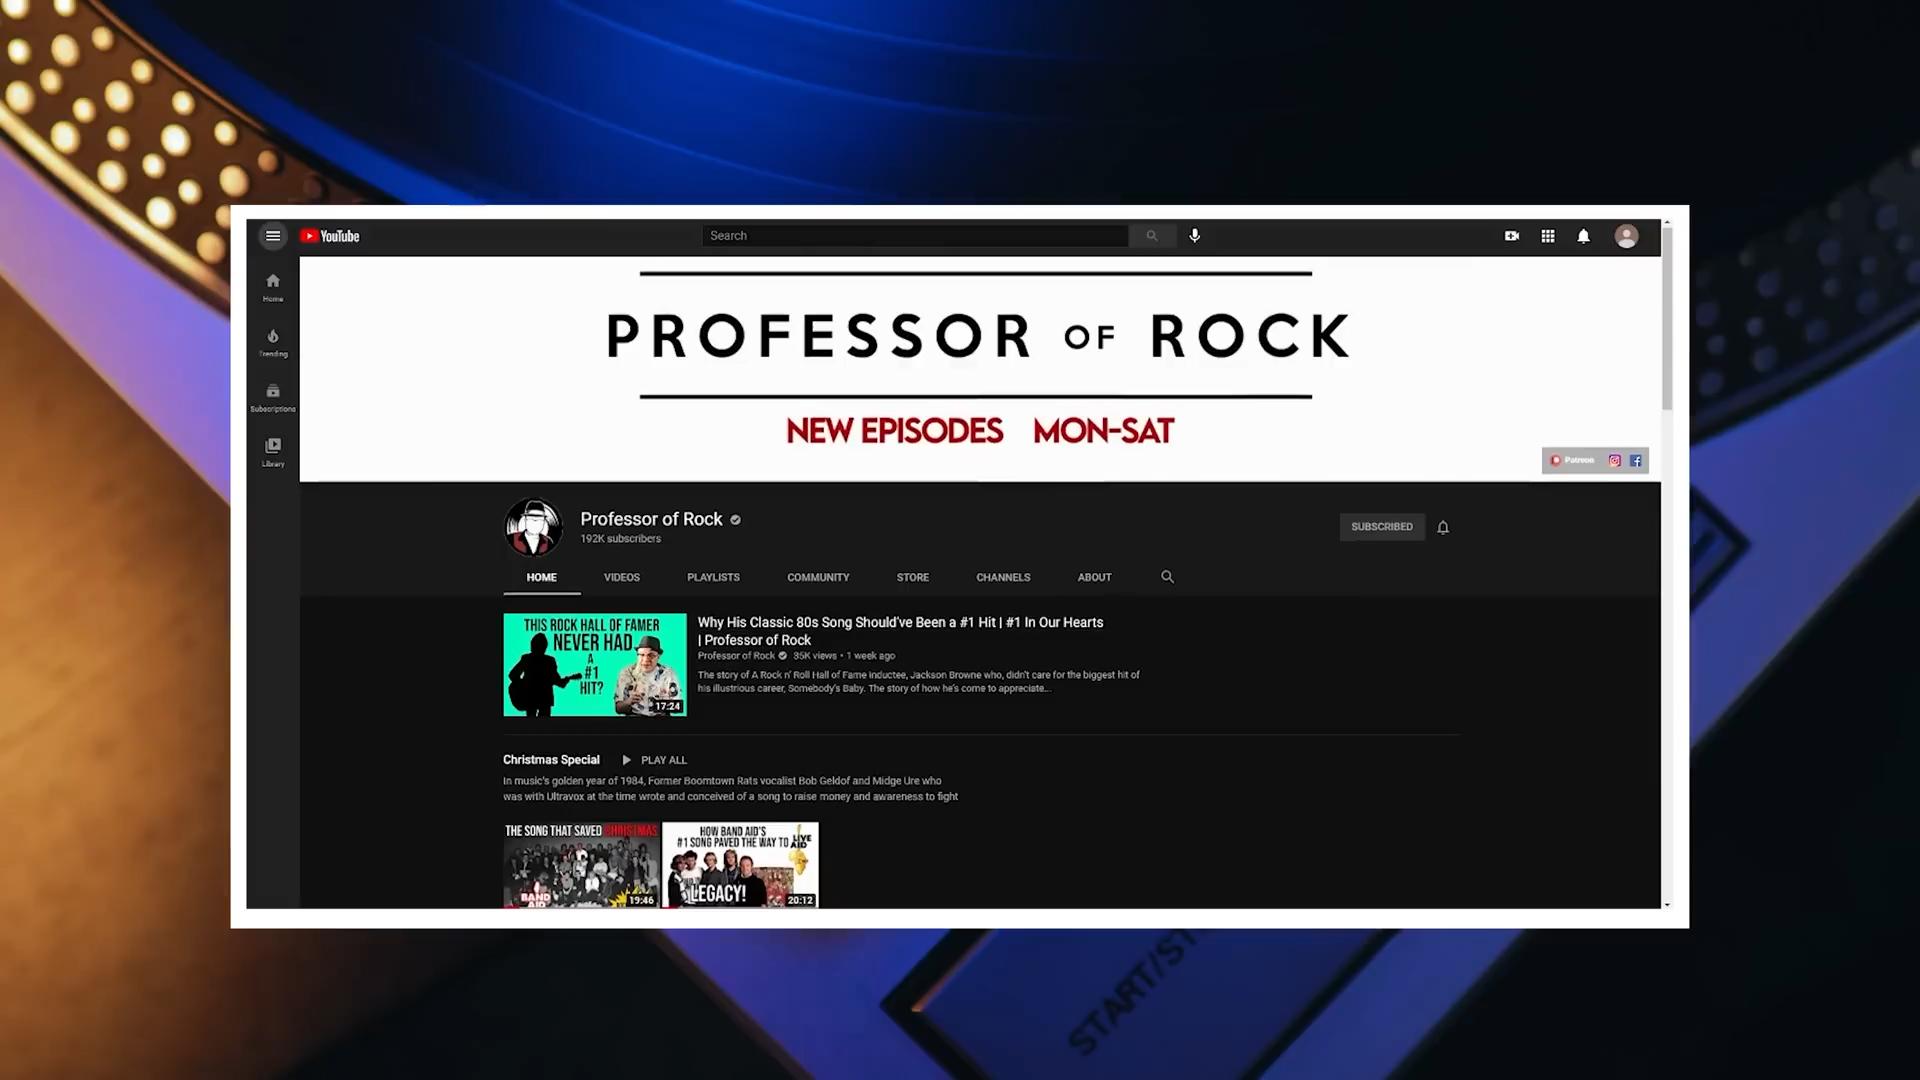 YouTube
Search
Home
Trending
Subscriptions
Library
PROFESSOR OF ROCK
NEW EPISODES MON-SAT
Patreon
Professor of Rock
192K subscribers
SUBSCRIBED
HOME VIDEOS PLAYLISTS COMMUNITY STORE CHANNELS ABOUT
THIS ROCK HALL OF FAMER
NEVER HAD
A
#1
HIT?
17:24
Why His Classic 80s Song Should've Been a #1 Hit | #1 In Our Hearts
| Professor of Rock
Professor of Rock 35K views • 1 week ago
The story of A Rock n' Roll Hall of Fame inductee, Jackson Browne who, didn't care for the biggest hit of
his illustrious career, Somebody's Baby. The story of how he's come to appreciate...
Christmas Special PLAY ALL
In music's golden year of 1984, Former Boomtown Rats vocalist Bob Geldof and Midge Ure who
was with Ultravox at the time wrote and conceived of a song to raise money and awareness to fight
THE SONG THAT SAVED CHRISTMAS
BAND
AID
19:46
HOW BAND AID'S
#1 SONG PAVED THE WAY TO LIVE
AID
LEGACY!
20:12
START/ST